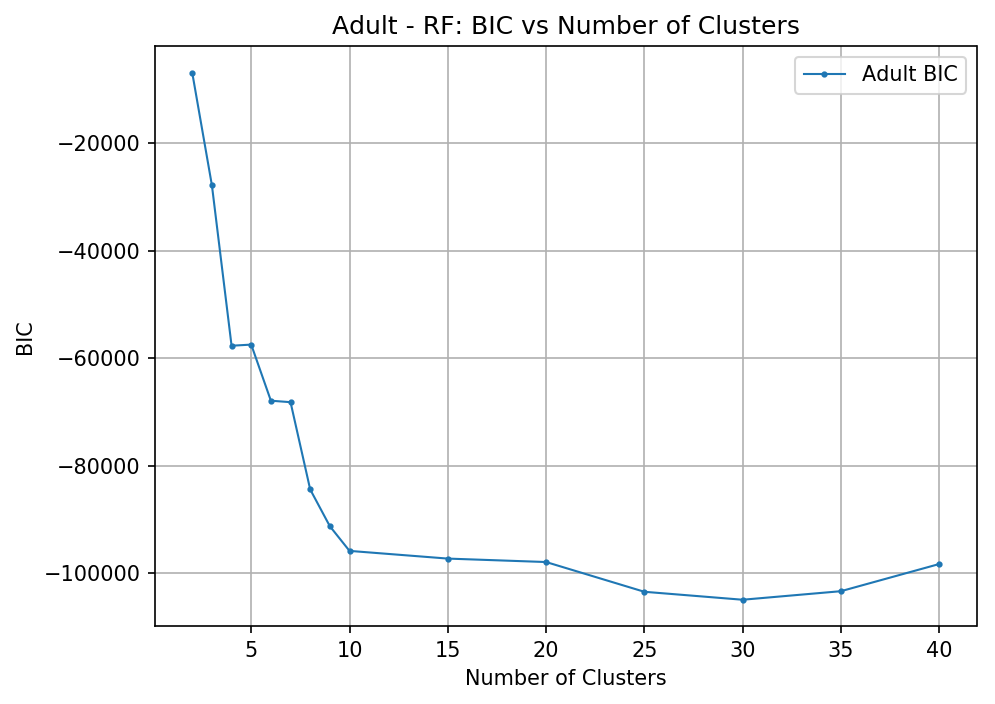 Adult - RF: BIC vs Number of Clusters
Adult BIC
BIC
−20000
−40000
−60000
−80000
−100000
5 10 15 20 25 30 35 40
Number of Clusters